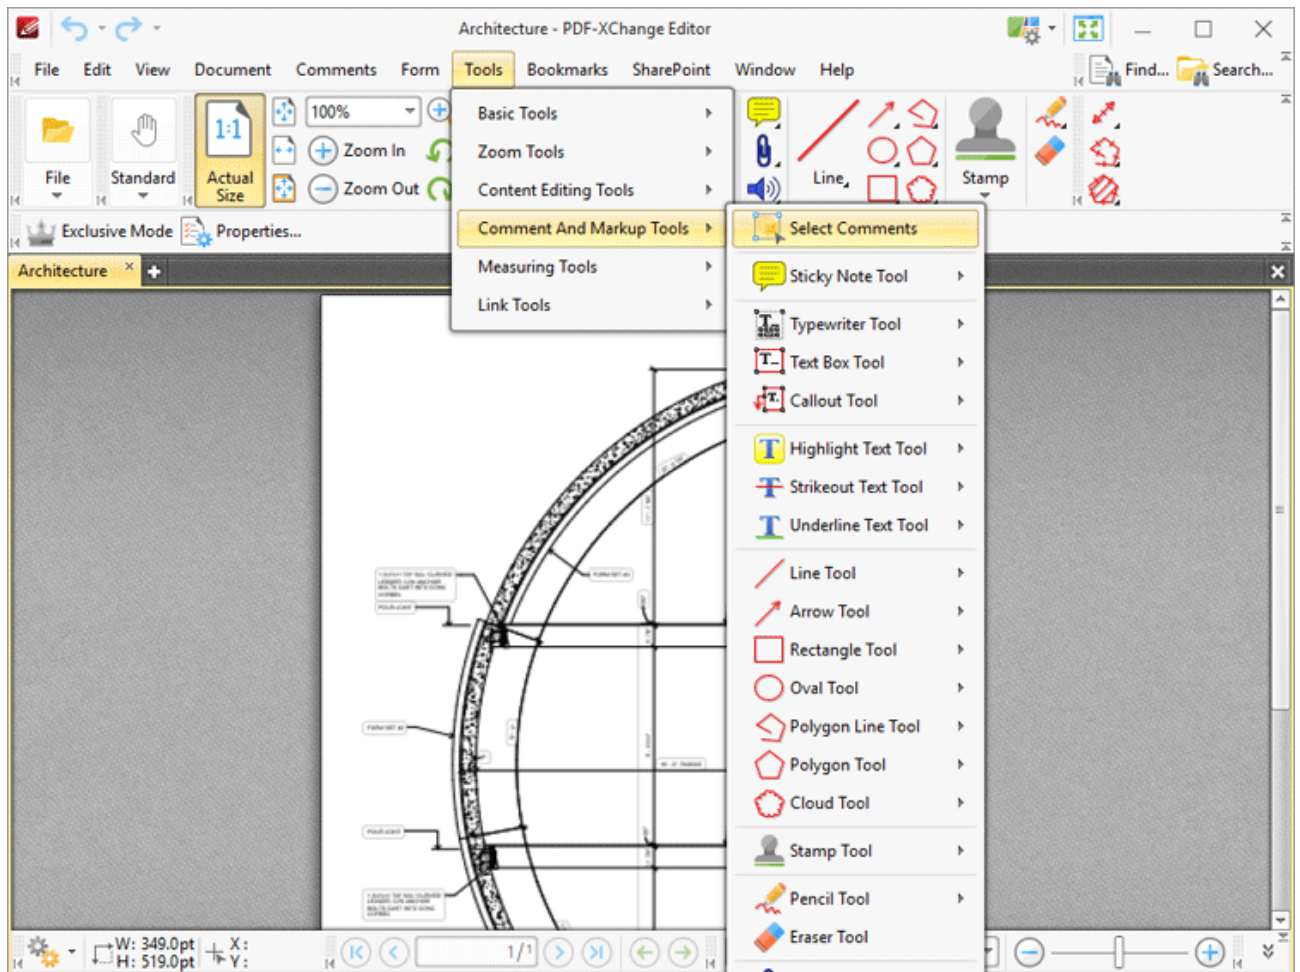 Architecture - PDF-XChange Editor
File Edit View Document Comments Form Tools Bookmarks SharePoint Window Help Find... Search...
100%
1:1
Zoom In
Zoom Out
File
Standard
Actual
Size
Line
Stamp
Exclusive Mode Properties...
Architecture
Basic Tools
Zoom Tools
Content Editing Tools
Comment And Markup Tools
Measuring Tools
Link Tools
Select Comments
Sticky Note Tool
Typewriter Tool
Text Box Tool
Callout Tool
Highlight Text Tool
Strikeout Text Tool
Underline Text Tool
Line Tool
Arrow Tool
Rectangle Tool
Oval Tool
Polygon Line Tool
Polygon Tool
Cloud Tool
Stamp Tool
Pencil Tool
Eraser Tool
W: 349.0pt
H: 519.0pt
X:
Y:
1/1